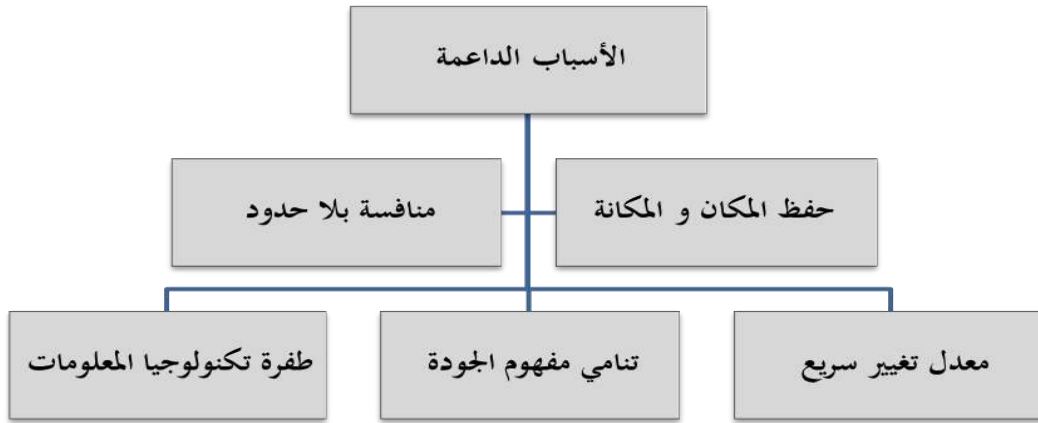 الأسباب الداعمة
حفظ المكان و المكانة
منافسة بلا حدود
معدل تغيير سريع
تنامي مفهوم الجودة
طفرة تكنولوجيا المعلومات